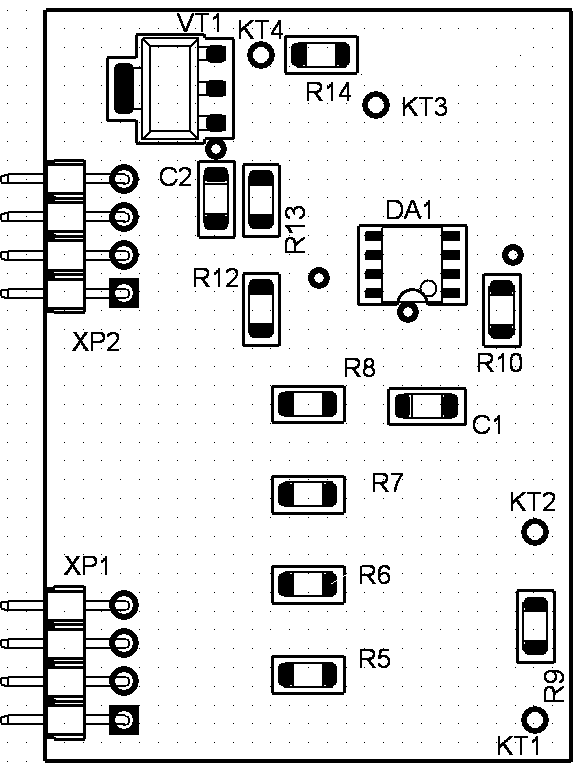 VT1
KT4
R14
KT3
C2
R13
DA1
R12
XP2
R10
R8
C1
R7
KT2
XP1
R6
R5
R9
KT1